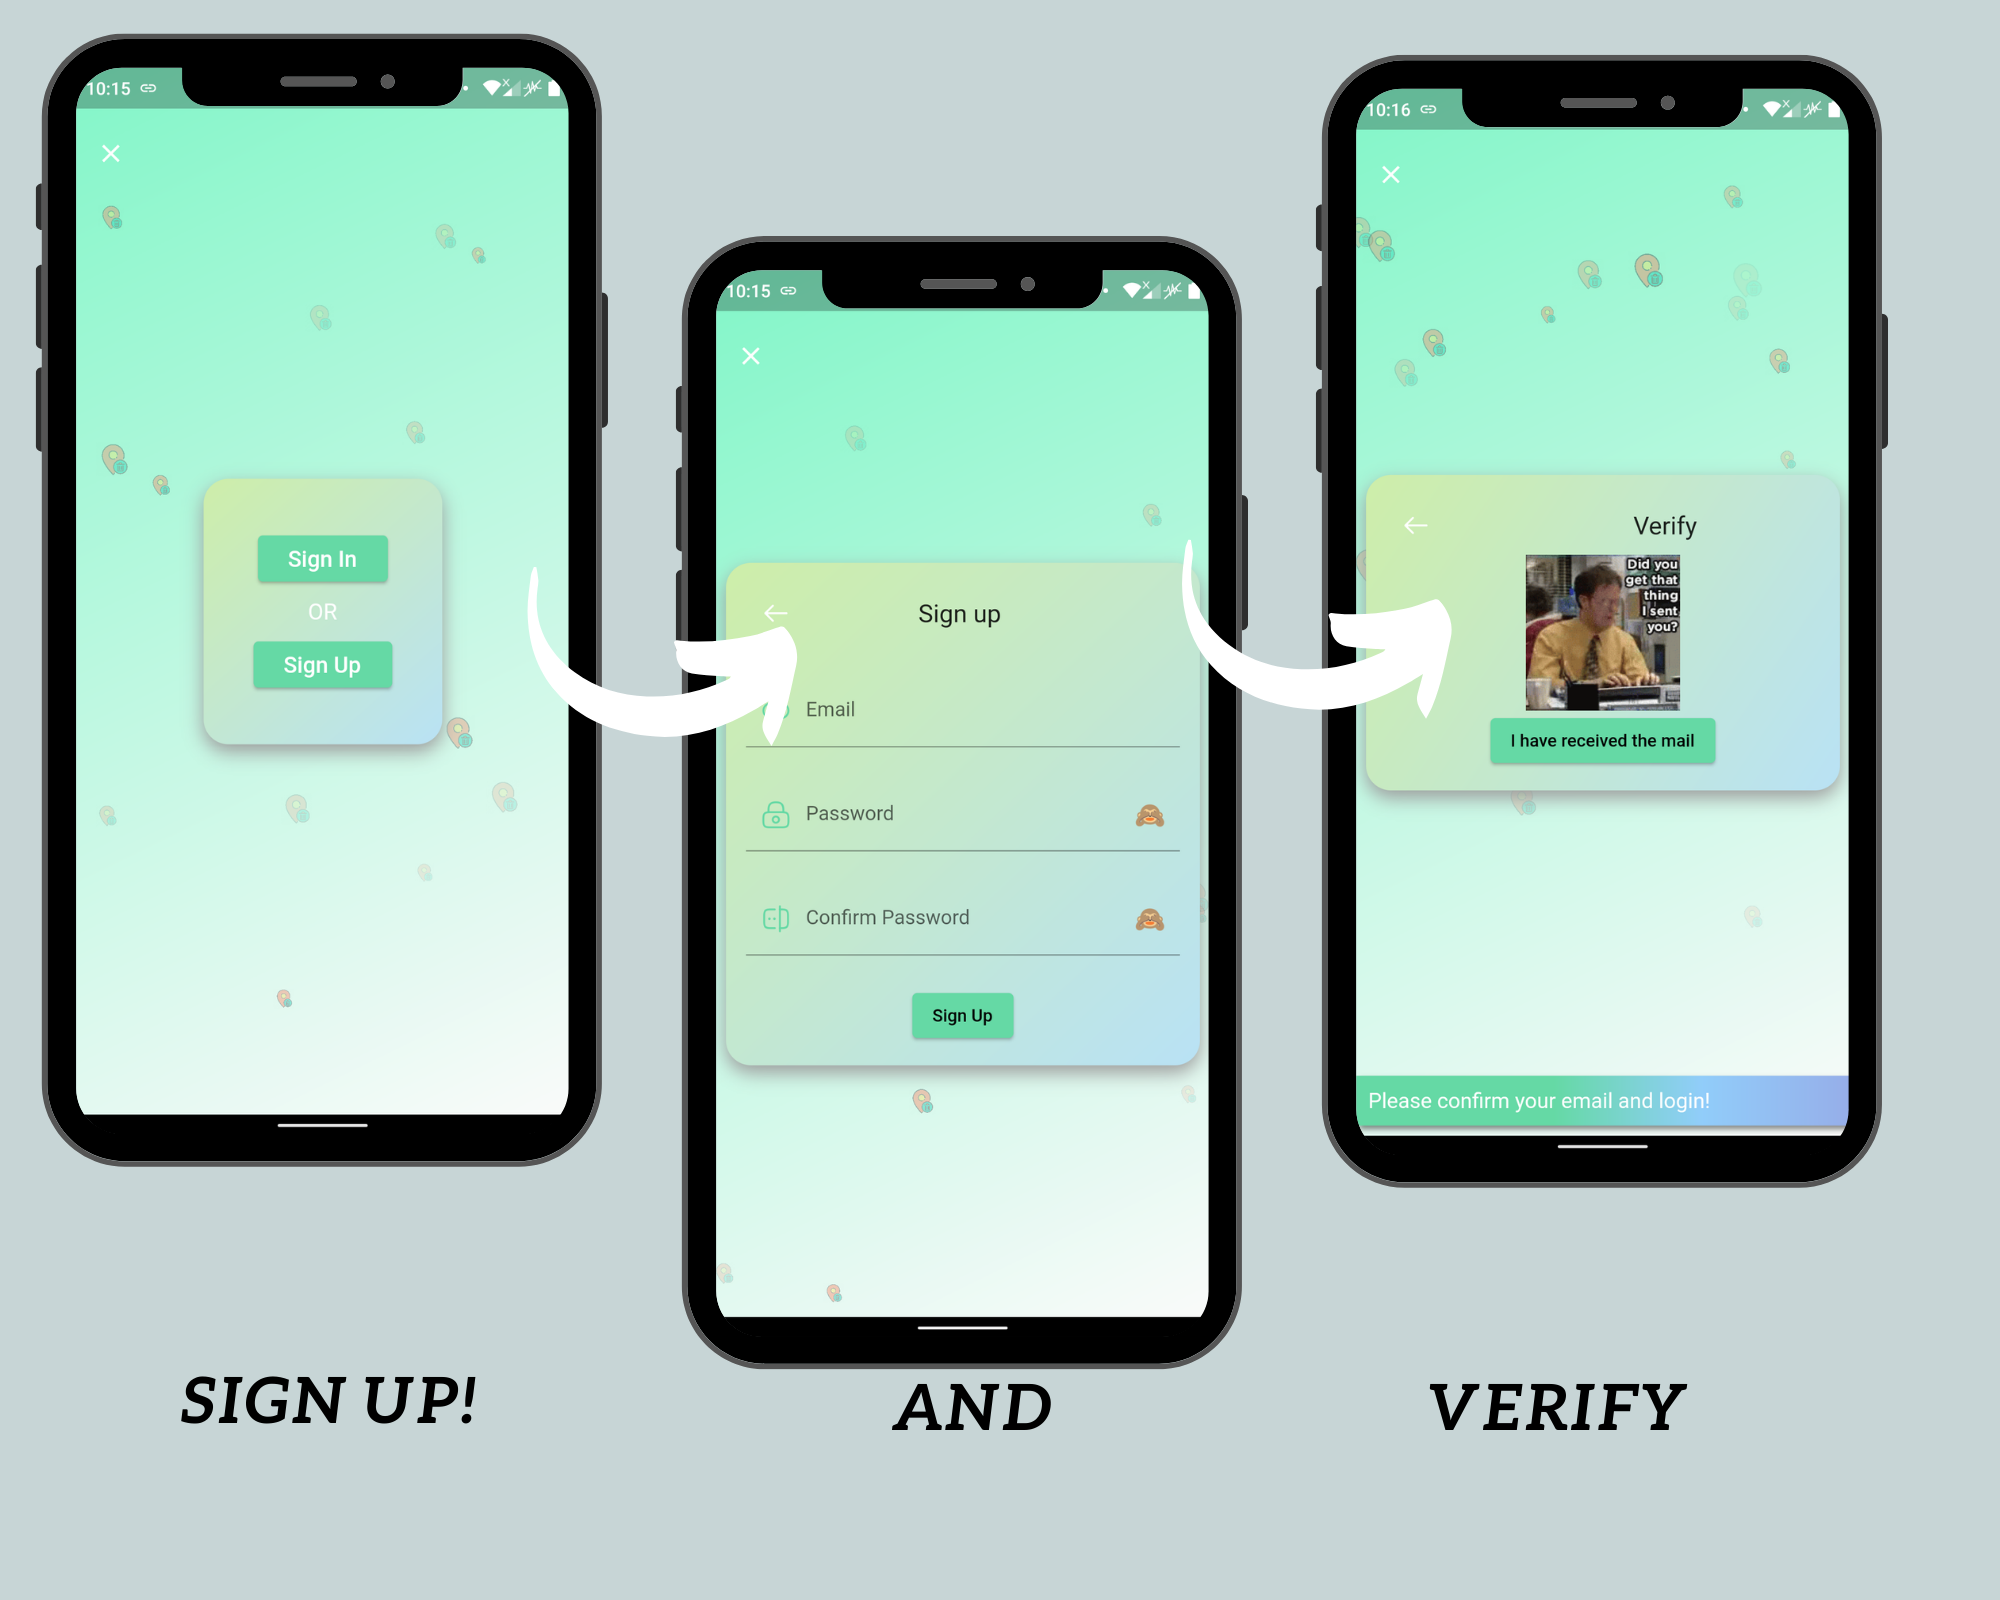 10:15
Sign In
OR
Sign Up
10:15
Sign up
Email
Password
Confirm Password
Sign Up
10:16
Verify
Did you
get that
thing
I sent
you?
I have received the mail
Please confirm your email and login!
SIGN UP!
AND
VERIFY